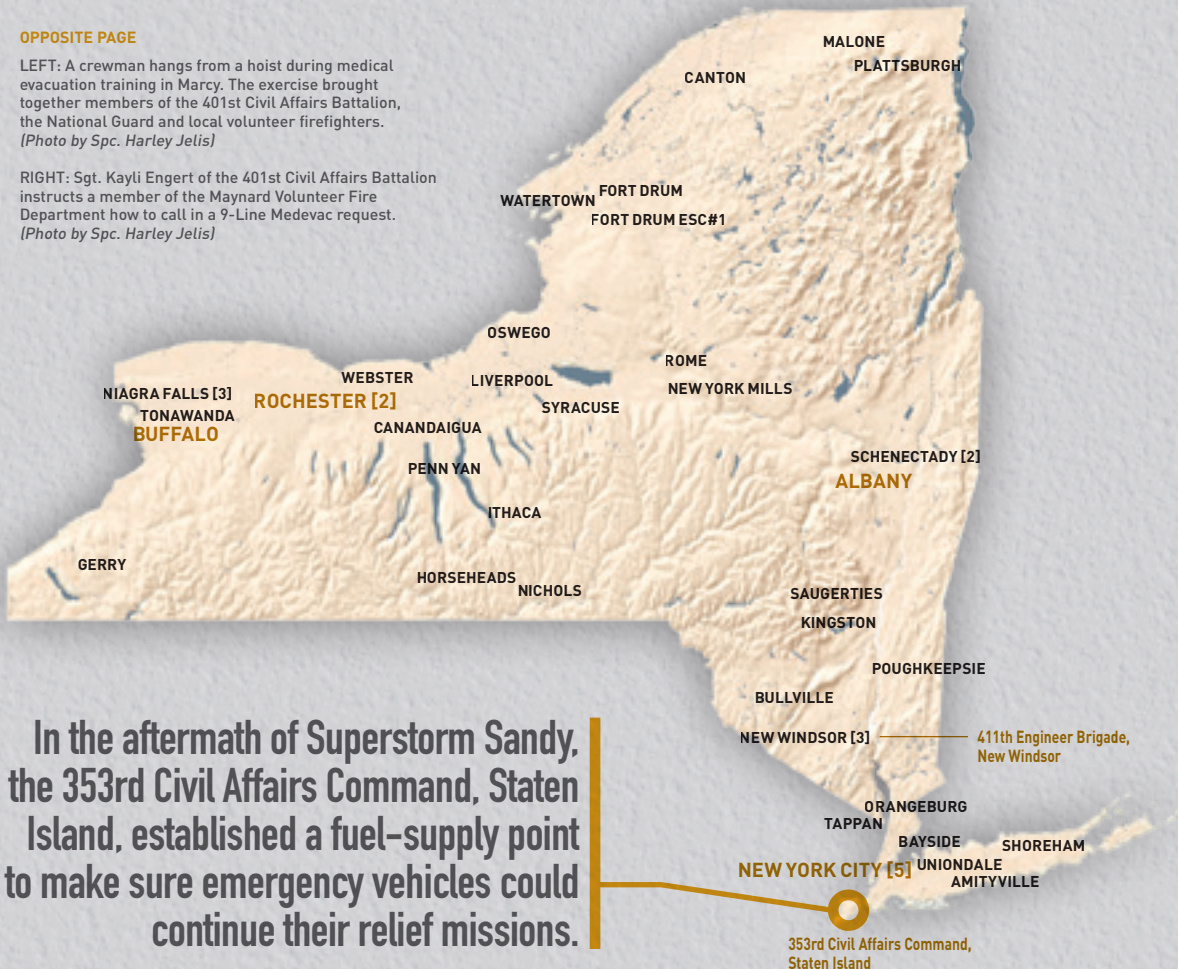 OPPOSITE PAGE
LEFT: A crewman hangs from a hoist during medical
evacuation training in Marcy. The exercise brought
together members of the 401st Civil Affairs Battalion,
the National Guard and local volunteer firefighters.
(Photo by Spc. Harley Jelis)
RIGHT: Sgt. Kayli Engert of the 401st Civil Affairs Battalion
instructs a member of the Maynard Volunteer Fire
Department how to call in a 9-Line Medevac request.
(Photo by Spc. Harley Jelis)
MALONE
PLATTSBURGH
CANTON
FORT DRUM
WATERTOWN
FORT DRUM ESC#1
OSWEGO
ROME
WEBSTER
LIVERPOOL
NEW YORK MILLS
NIAGRA FALLS [3]
ROCHESTER [2]
SYRACUSE
TONAWANDA
BUFFALO
CANANDAIGUA
SCHENECTADY [2]
PENN YAN
ALBANY
ITHACA
GERRY
HORSEHEADS
NICHOLS
SAUGERTIES
KINGSTON
POUGHKEEPSIE
BULLVILLE
NEW WINDSOR [3]
411th Engineer Brigade,
New Windsor
ORANGEBURG
TAPPAN
BAYSIDE
SHOREHAM
NEW YORK CITY [5]
UNIONDALE
AMITYVILLE
353rd Civil Affairs Command,
Staten Island
In the aftermath of Superstorm Sandy,
the 353rd Civil Affairs Command, Staten
Island, established a fuel-supply point
to make sure emergency vehicles could
continue their relief missions.